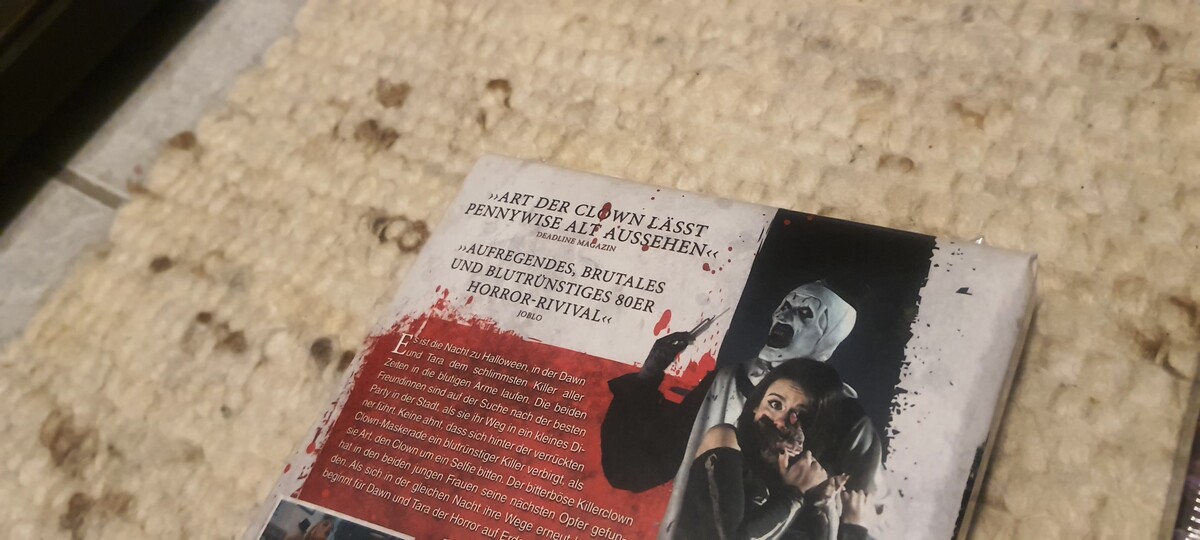 »ART DER CLOWN LÄSST
PENNYWISE ALT AUSSEHEN«
DEADLINE MAGAZIN
»AUFREGENDES, BRUTALES
UND BLUTRÜNSTIGES 80ER
HORROR-RIVIVAL«
JOBLO
Es ist die Nacht zu Halloween, in der Dawn
und Tara dem schlimmsten Killer aller
Zeiten in die blutigen Arme laufen. Die beiden
Freundinnen sind auf der Suche nach der besten
Party in der Stadt, als sie ihr Weg in ein kleines Di-
ner führt. Keine ahnt, dass sich hinter der verrückten
Clown-Maskerade ein blutrünstiger Killer verbirgt, als
sie Art, den Clown um ein Selfie bitten. Der bitterböse Killerclown
hat in den beiden jungen Frauen seine nächsten Opfer gefun-
den. Als sich in der gleichen Nacht ihre Wege erneut
beginnt für Dawn und Tara der Horror auf